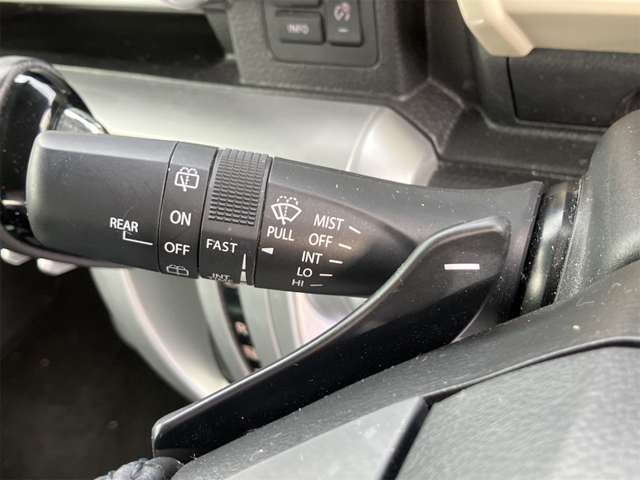 INFO
REAR
ON
OFF
FAST
INT
PULL
MIST
OFF
INT
LO
HI